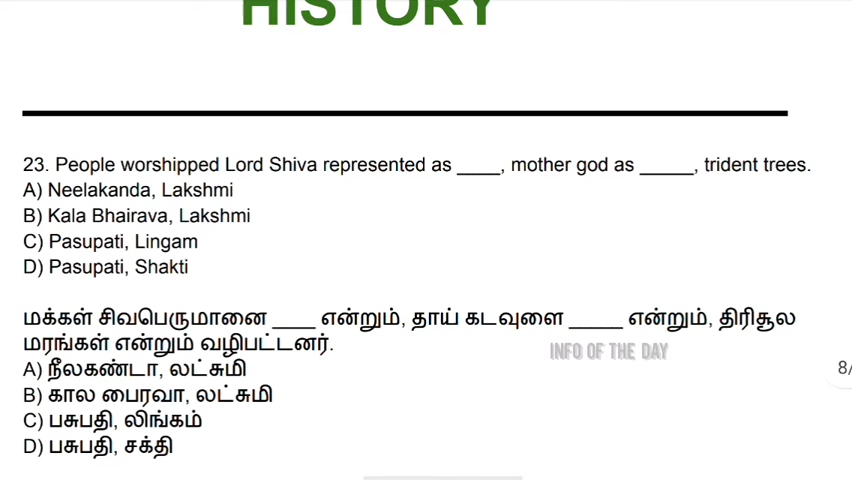 HISTORY
23. People worshipped Lord Shiva represented as ____, mother god as _____, trident trees.
A) Neelakanda, Lakshmi
B) Kala Bhairava, Lakshmi
C) Pasupati, Lingam
D) Pasupati, Shakti
மக்கள் சிவபெருமானை ____ என்றும், தாய் கடவுளை _____ என்றும், திரிசூல
மரங்கள் என்றும் வழிபட்டனர்.
INFO OF THE DAY
A) நீலகண்டா, லட்சுமி
8/
B) கால பைரவா, லட்சுமி
C) பசுபதி, லிங்கம்
D) பசுபதி, சக்தி